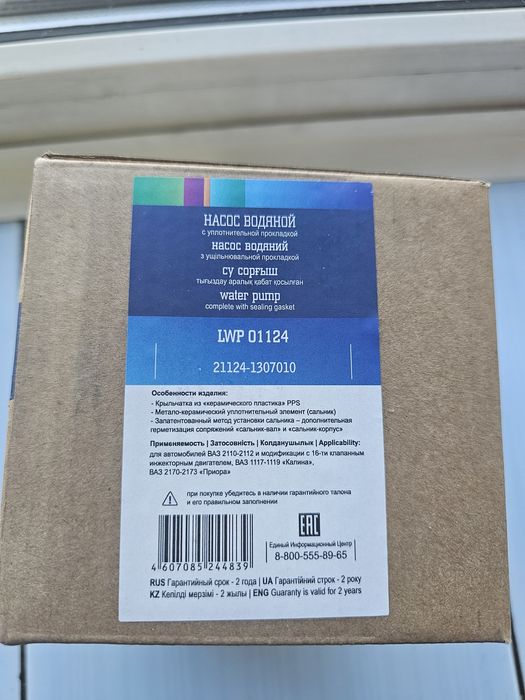 НАСОС ВОДЯНОЙ
с уплотнительной прокладкой
НАСОС ВОДЯНИЙ
з ущільнювальной прокладкой
су сорғыш
тығыздау аралық қабат қосылған
water pump
complete with sealing gasket
LWP 01124
21124-1307010
Особенности изделия:
- Крыльчатка из «керамического пластика» PPS
- Метало-керамический уплотнительный элемент (сальник)
- Запатентованный метод установки сальника – дополнительная
герметизация сопряжений «сальник-вал» и «сальник-корпус»
Применяемость | Затосовність | Колданушылық | Applicability:
для автомобилей ВАЗ 2110-2112 и модификации с 16-ти клапанным
инжекторным двигателем, ВАЗ 1117-1119 «Калина»,
ВАЗ 2170-2173 «Приора»
при покупке убедитесь в наличии гарантийного талона
и его правильном заполнении
EAC
Единый Информационный Центр
8-800-555-89-65
4 607085 244839
RUS Гарантийный срок - 2 года | UA Гарантійний строк - 2 року
KZ Кепілді мерзімі - 2 жылы | ENG Guaranty is valid for 2 years